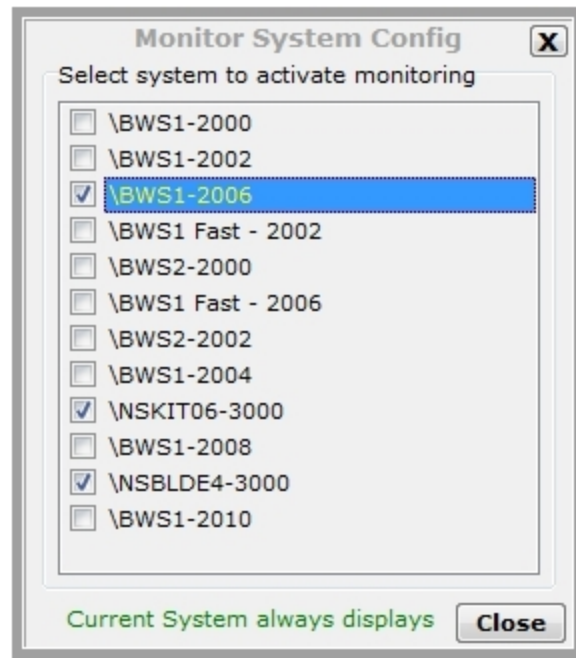 Monitor System Config X
Select system to activate monitoring
\BWS1-2000
\BWS1-2002
\BWS1-2006
\BWS1 Fast - 2002
\BWS2-2000
\BWS1 Fast - 2006
\BWS2-2002
\BWS1-2004
\NSKIT06-3000
\BWS1-2008
\NSBLDE4-3000
\BWS1-2010
Current System always displays Close